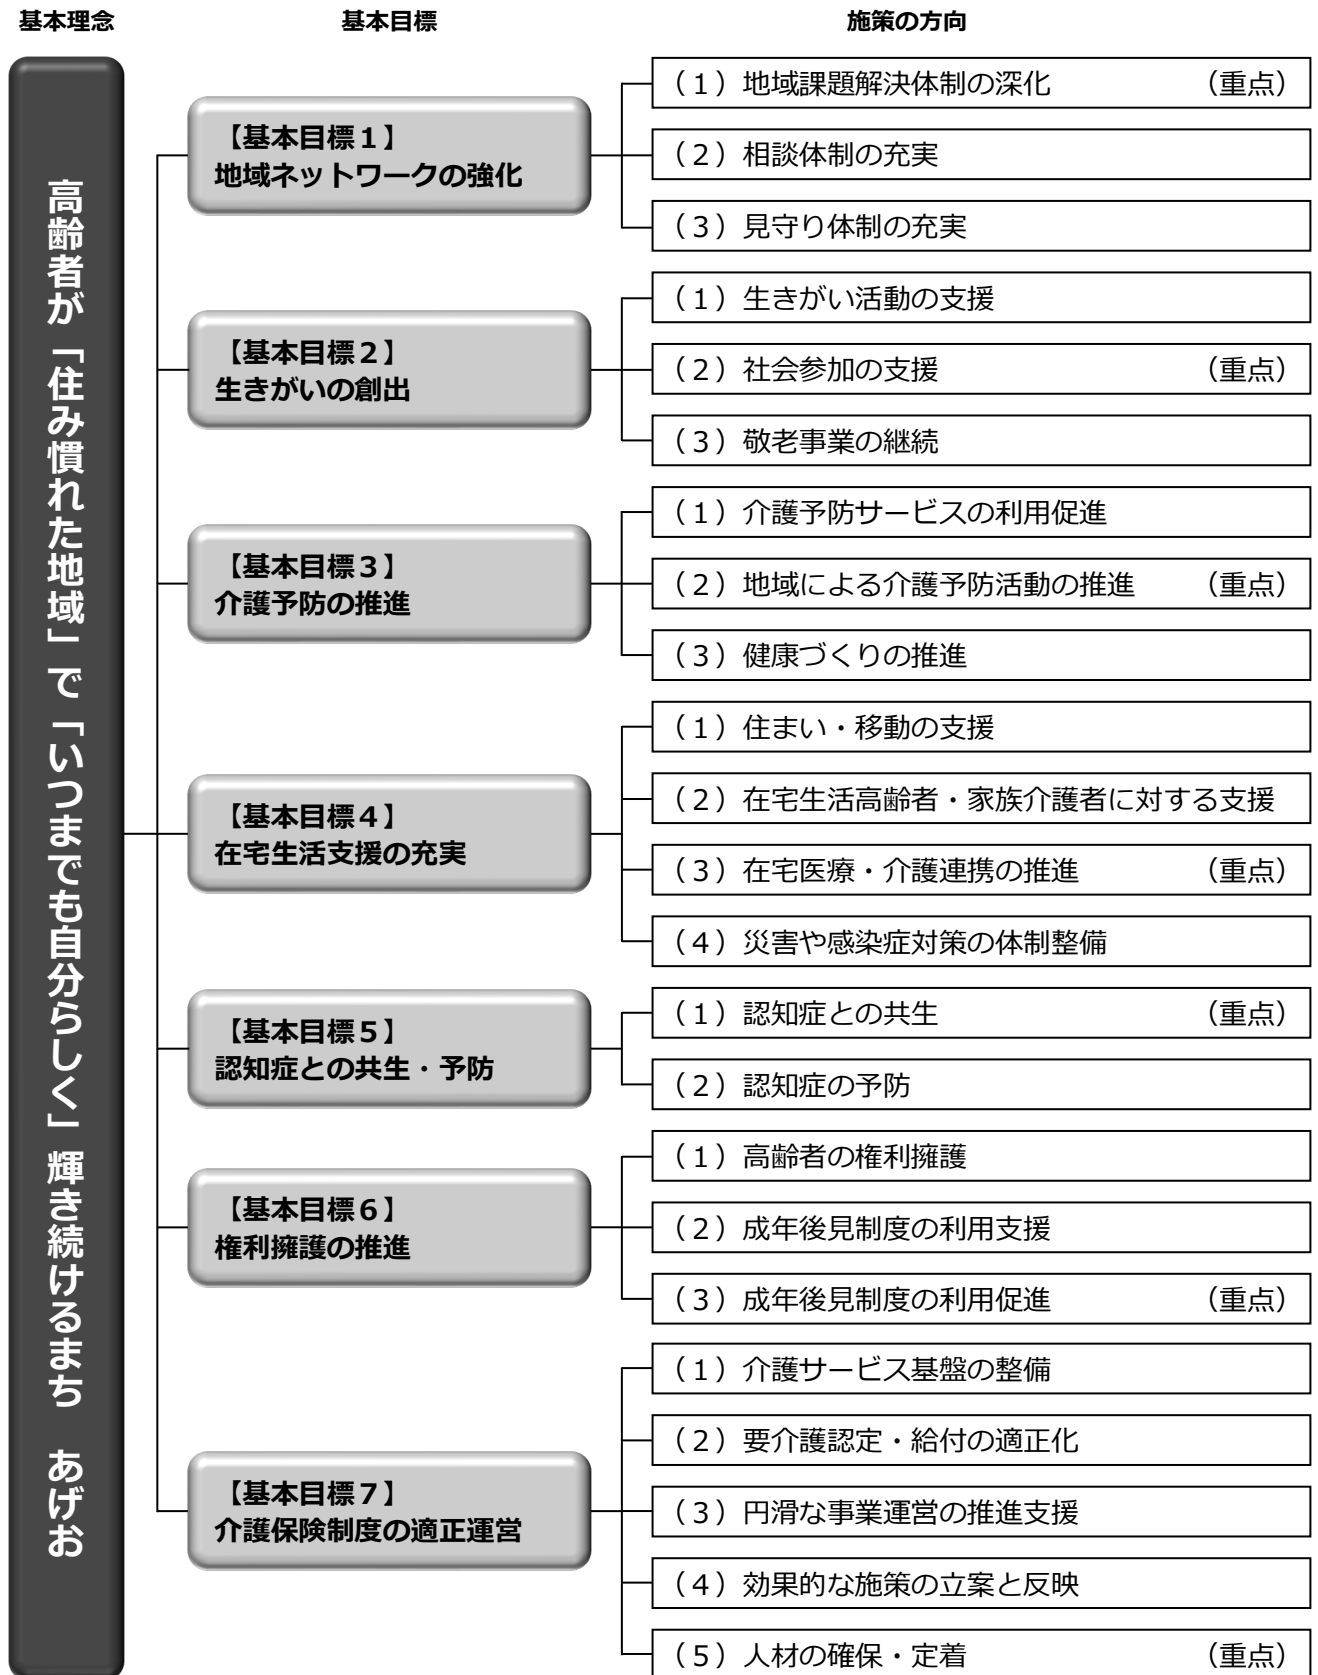 基本理念
基本目標
施策の方向
高齢者が「住み慣れた地域」で「いつまでも自分らしく」輝き続けるまち　あげお
【基本目標１】
地域ネットワークの強化
（１）地域課題解決体制の深化　（重点）
（２）相談体制の充実
（３）見守り体制の充実
【基本目標２】
生きがいの創出
（１）生きがい活動の支援
（２）社会参加の支援　（重点）
（３）敬老事業の継続
【基本目標３】
介護予防の推進
（１）介護予防サービスの利用促進
（２）地域による介護予防活動の推進　（重点）
（３）健康づくりの推進
【基本目標４】
在宅生活支援の充実
（１）住まい・移動の支援
（２）在宅生活高齢者・家族介護者に対する支援
（３）在宅医療・介護連携の推進　（重点）
（４）災害や感染症対策の体制整備
【基本目標５】
認知症との共生・予防
（１）認知症との共生　（重点）
（２）認知症の予防
【基本目標６】
権利擁護の推進
（１）高齢者の権利擁護
（２）成年後見制度の利用支援
（３）成年後見制度の利用促進　（重点）
【基本目標７】
介護保険制度の適正運営
（１）介護サービス基盤の整備
（２）要介護認定・給付の適正化
（３）円滑な事業運営の推進支援
（４）効果的な施策の立案と反映
（５）人材の確保・定着　（重点）